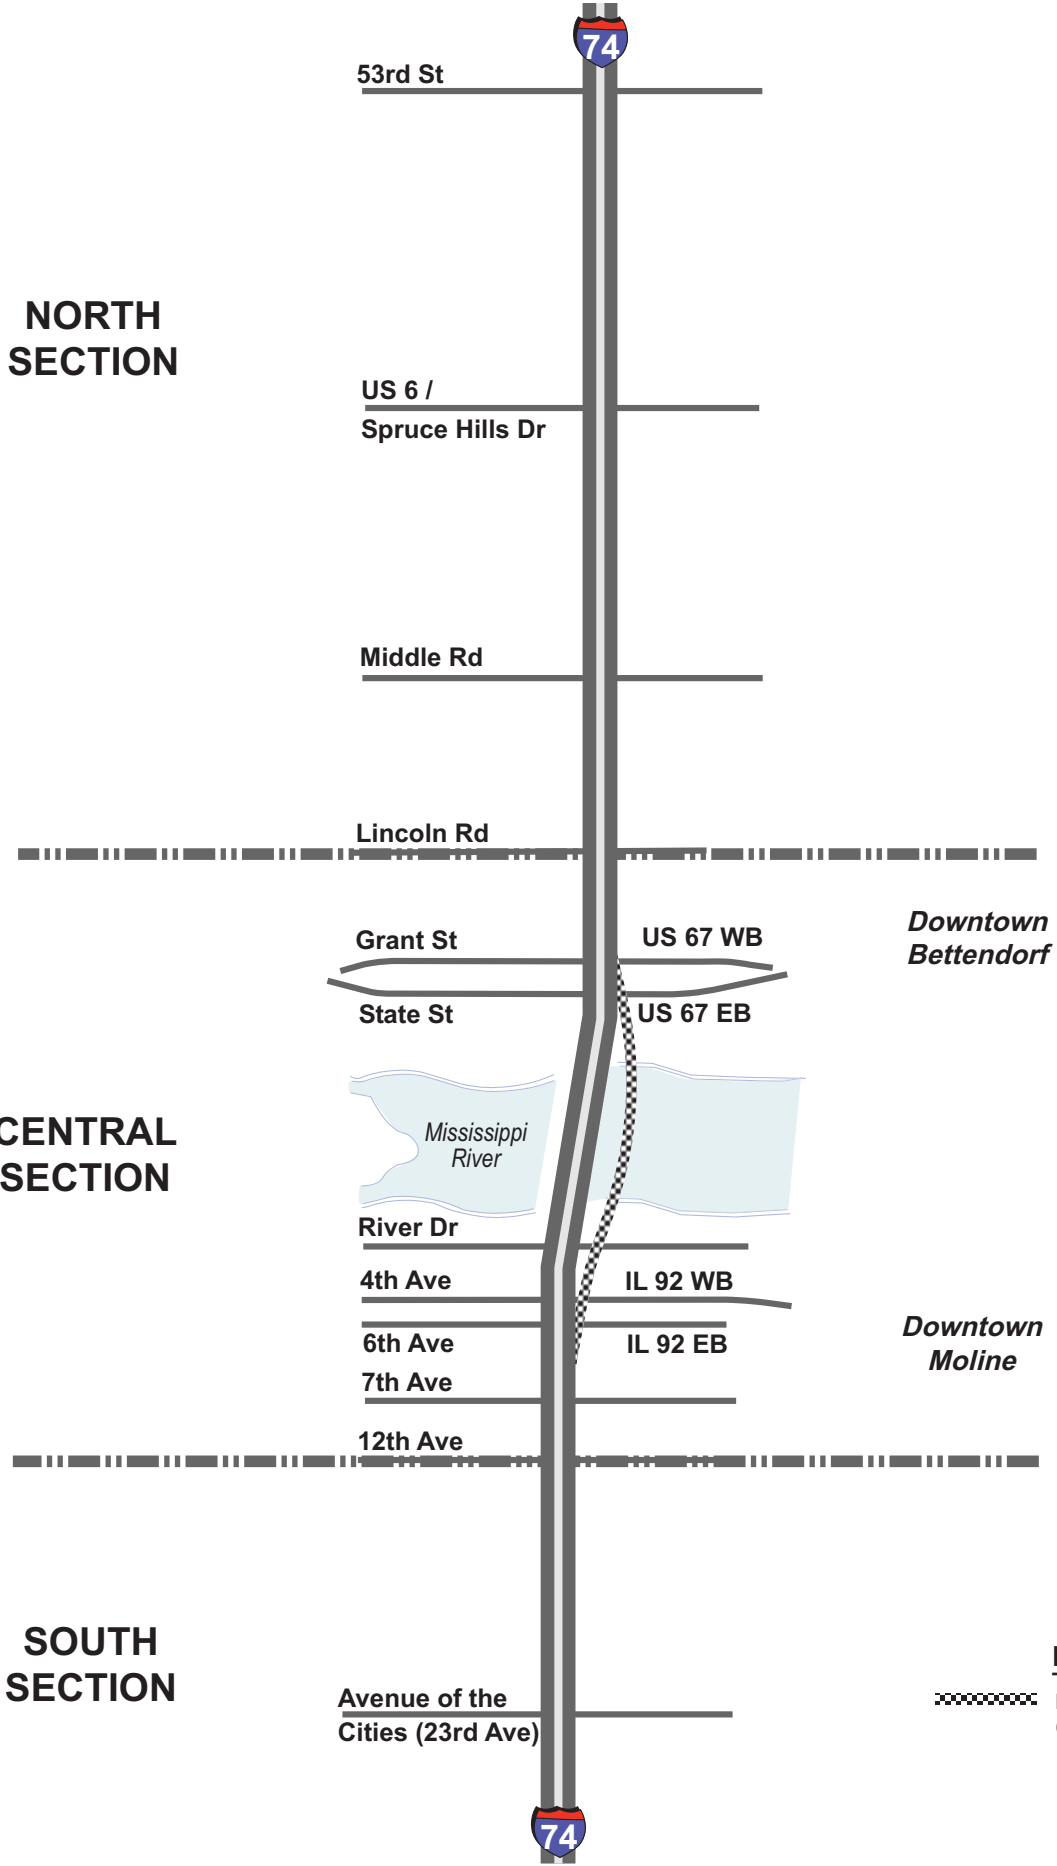 74
53rd St
NORTH
SECTION
US 6 /
Spruce Hills Dr
Middle Rd
Lincoln Rd
Downtown
Bettendorf
Grant St
US 67 WB
State St
US 67 EB
CENTRAL
SECTION
Mississippi
River
River Dr
4th Ave
IL 92 WB
6th Ave
IL 92 EB
Downtown
Moline
7th Ave
12th Ave
SOUTH
SECTION
Avenue of the
Cities (23rd Ave)
74